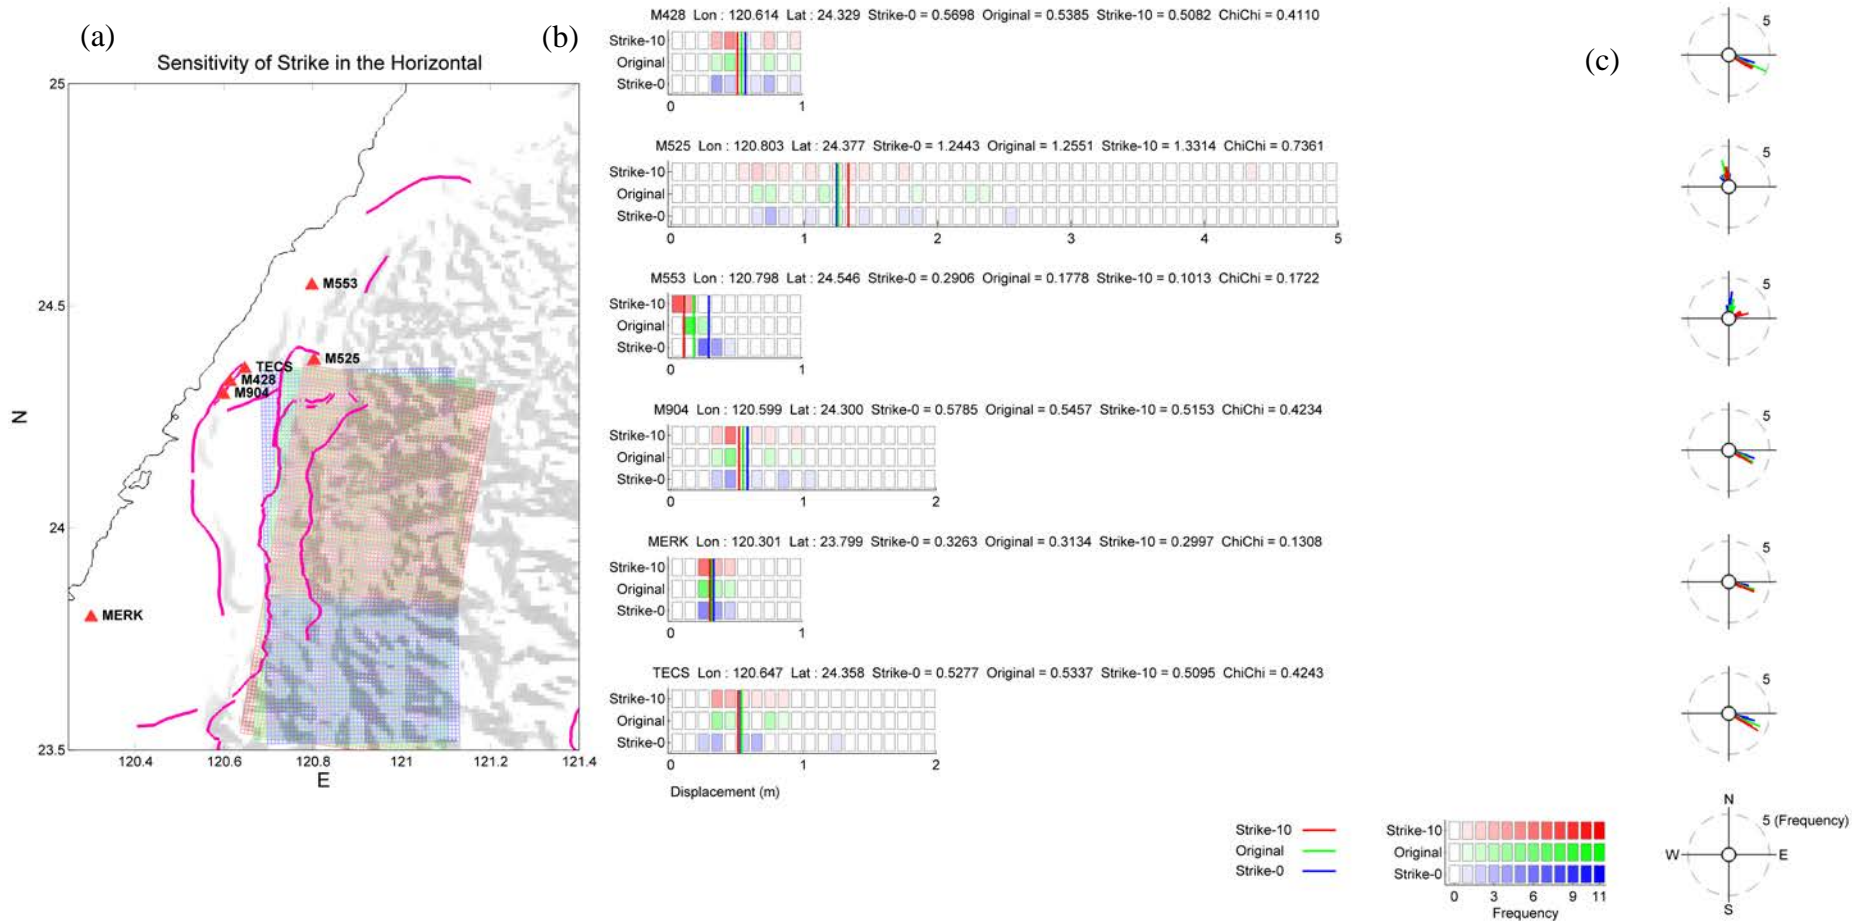 (a)
Sensitivity of Strike in the Horizontal
25
24.5
24
23.5
N
120.4 120.6 120.8 121 121.2 121.4
E
M553
M525
TECS
M428
M904
MERK
(b)
M428 Lon : 120.614 Lat : 24.329 Strike-0 = 0.5698 Original = 0.5385 Strike-10 = 0.5082 ChiChi = 0.4110
Strike-10
Original
Strike-0
0 1
M525 Lon : 120.803 Lat : 24.377 Strike-0 = 1.2443 Original = 1.2551 Strike-10 = 1.3314 ChiChi = 0.7361
Strike-10
Original
Strike-0
0 1 2 3 4 5
M553 Lon : 120.798 Lat : 24.546 Strike-0 = 0.2906 Original = 0.1778 Strike-10 = 0.1013 ChiChi = 0.1722
Strike-10
Original
Strike-0
0 1
M904 Lon : 120.599 Lat : 24.300 Strike-0 = 0.5785 Original = 0.5457 Strike-10 = 0.5153 ChiChi = 0.4234
Strike-10
Original
Strike-0
0 1 2
MERK Lon : 120.301 Lat : 23.799 Strike-0 = 0.3263 Original = 0.3134 Strike-10 = 0.2997 ChiChi = 0.1308
Strike-10
Original
Strike-0
0 1
TECS Lon : 120.647 Lat : 24.358 Strike-0 = 0.5277 Original = 0.5337 Strike-10 = 0.5095 ChiChi = 0.4243
Strike-10
Original
Strike-0
0 1 2
Displacement (m)
Strike-10
Original
Strike-0
Strike-10
Original
Strike-0
0 3 6 9 11
Frequency
(c)
5
5
5
5
5
5
N
5 (Frequency)
W E
S